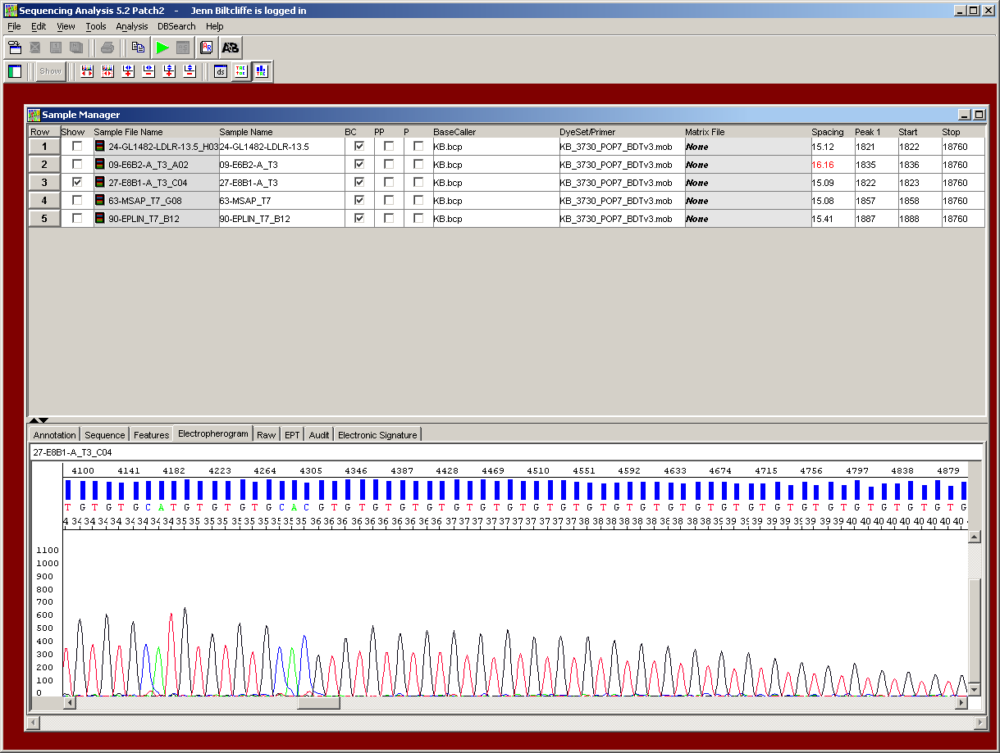 Sequencing Analysis 5.2 Patch2 - Jenn Biltcliffe is logged in
File Edit View Tools Analysis DBSearch Help
Show
ds
Sample Manager
Row Show Sample File Name Sample Name BC PP P BaseCaller DyeSet/Primer Matrix File Spacing Peak 1 Start Stop
1 24-GL1482-LDLR-13.5_H03 24-GL1482-LDLR-13.5 KB.bcp KB_3730_POP7_BDTv3.mob None 15.12 1821 1822 18760
2 09-E6B2-A_T3_A02 09-E6B2-A_T3 KB.bcp KB_3730_POP7_BDTv3.mob None 16.16 1835 1836 18760
3 27-E8B1-A_T3_C04 27-E8B1-A_T3 KB.bcp KB_3730_POP7_BDTv3.mob None 15.09 1822 1823 18760
4 63-MSAP_T7_G08 63-MSAP_T7 KB.bcp KB_3730_POP7_BDTv3.mob None 15.08 1857 1858 18760
5 90-EPLIN_T7_B12 90-EPLIN_T7_B12 KB.bcp KB_3730_POP7_BDTv3.mob None 15.41 1887 1888 18760
Annotation Sequence Features Electropherogram Raw EPT Audit Electronic Signature
27-E8B1-A_T3_C04
4100 4141 4182 4223 4264 4305 4346 4387 4428 4469 4510 4551 4592 4633 4674 4715 4756 4797 4838 4879
T G T G T G C A T G T G T G T G C A C G T G T G T G T G T G T G T G T G T G T G T G T G T G T G T G T G T G T G T G T G T G T G T G
1100
1000
900
800
700
600
500
400
300
200
100
0